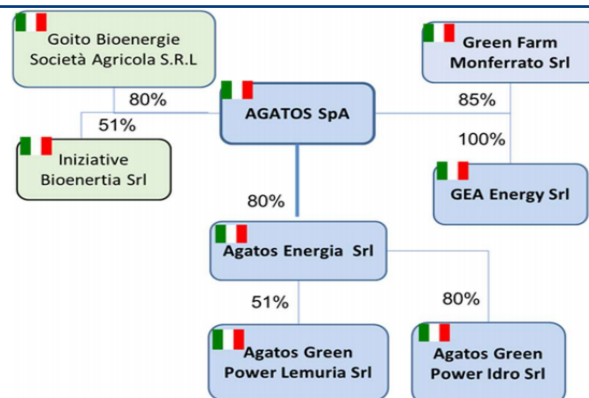 Goito Bioenergie
Società Agricola S.R.L
Green Farm
Monferrato Srl
80%
AGATOS SpA
85%
51%
Iniziative
Bioenertia Srl
100%
GEA Energy Srl
80%
Agatos Energia Srl
51%
80%
Agatos Green
Power Lemuria Srl
Agatos Green
Power Idro Srl